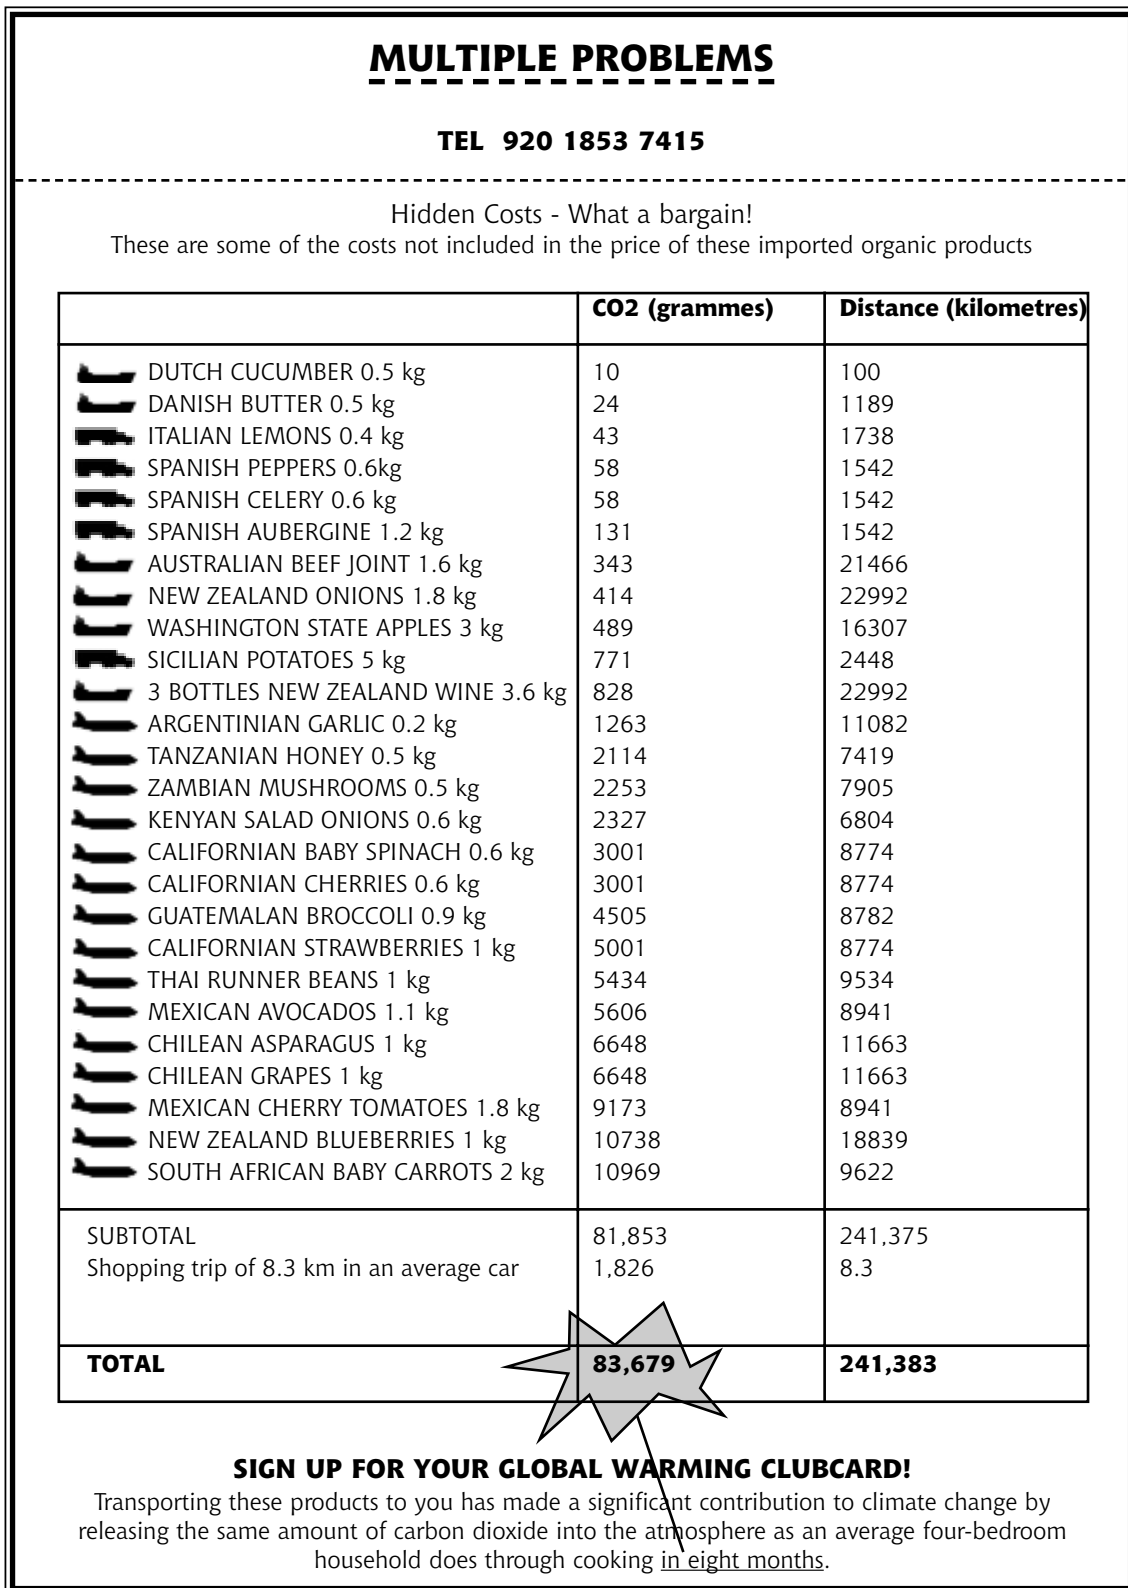 MULTIPLE PROBLEMS
TEL 920 1853 7415
Hidden Costs - What a bargain!
These are some of the costs not included in the price of these imported organic products
CO2 (grammes) Distance (kilometres)
DUTCH CUCUMBER 0.5 kg 10 100
DANISH BUTTER 0.5 kg 24 1189
ITALIAN LEMONS 0.4 kg 43 1738
SPANISH PEPPERS 0.6kg 58 1542
SPANISH CELERY 0.6 kg 58 1542
SPANISH AUBERGINE 1.2 kg 131 1542
AUSTRALIAN BEEF JOINT 1.6 kg 343 21466
NEW ZEALAND ONIONS 1.8 kg 414 22992
WASHINGTON STATE APPLES 3 kg 489 16307
SICILIAN POTATOES 5 kg 771 2448
3 BOTTLES NEW ZEALAND WINE 3.6 kg 828 22992
ARGENTINIAN GARLIC 0.2 kg 1263 11082
TANZANIAN HONEY 0.5 kg 2114 7419
ZAMBIAN MUSHROOMS 0.5 kg 2253 7905
KENYAN SALAD ONIONS 0.6 kg 2327 6804
CALIFORNIAN BABY SPINACH 0.6 kg 3001 8774
CALIFORNIAN CHERRIES 0.6 kg 3001 8774
GUATEMALAN BROCCOLI 0.9 kg 4505 8782
CALIFORNIAN STRAWBERRIES 1 kg 5001 8774
THAI RUNNER BEANS 1 kg 5434 9534
MEXICAN AVOCADOS 1.1 kg 5606 8941
CHILEAN ASPARAGUS 1 kg 6648 11663
CHILEAN GRAPES 1 kg 6648 11663
MEXICAN CHERRY TOMATOES 1.8 kg 9173 8941
NEW ZEALAND BLUEBERRIES 1 kg 10738 18839
SOUTH AFRICAN BABY CARROTS 2 kg 10969 9622
SUBTOTAL 81,853 241,375
Shopping trip of 8.3 km in an average car 1,826 8.3
TOTAL 83,679 241,383
SIGN UP FOR YOUR GLOBAL WARMING CLUBCARD!
Transporting these products to you has made a significant contribution to climate change by
releasing the same amount of carbon dioxide into the atmosphere as an average four-bedroom
household does through cooking in eight months.